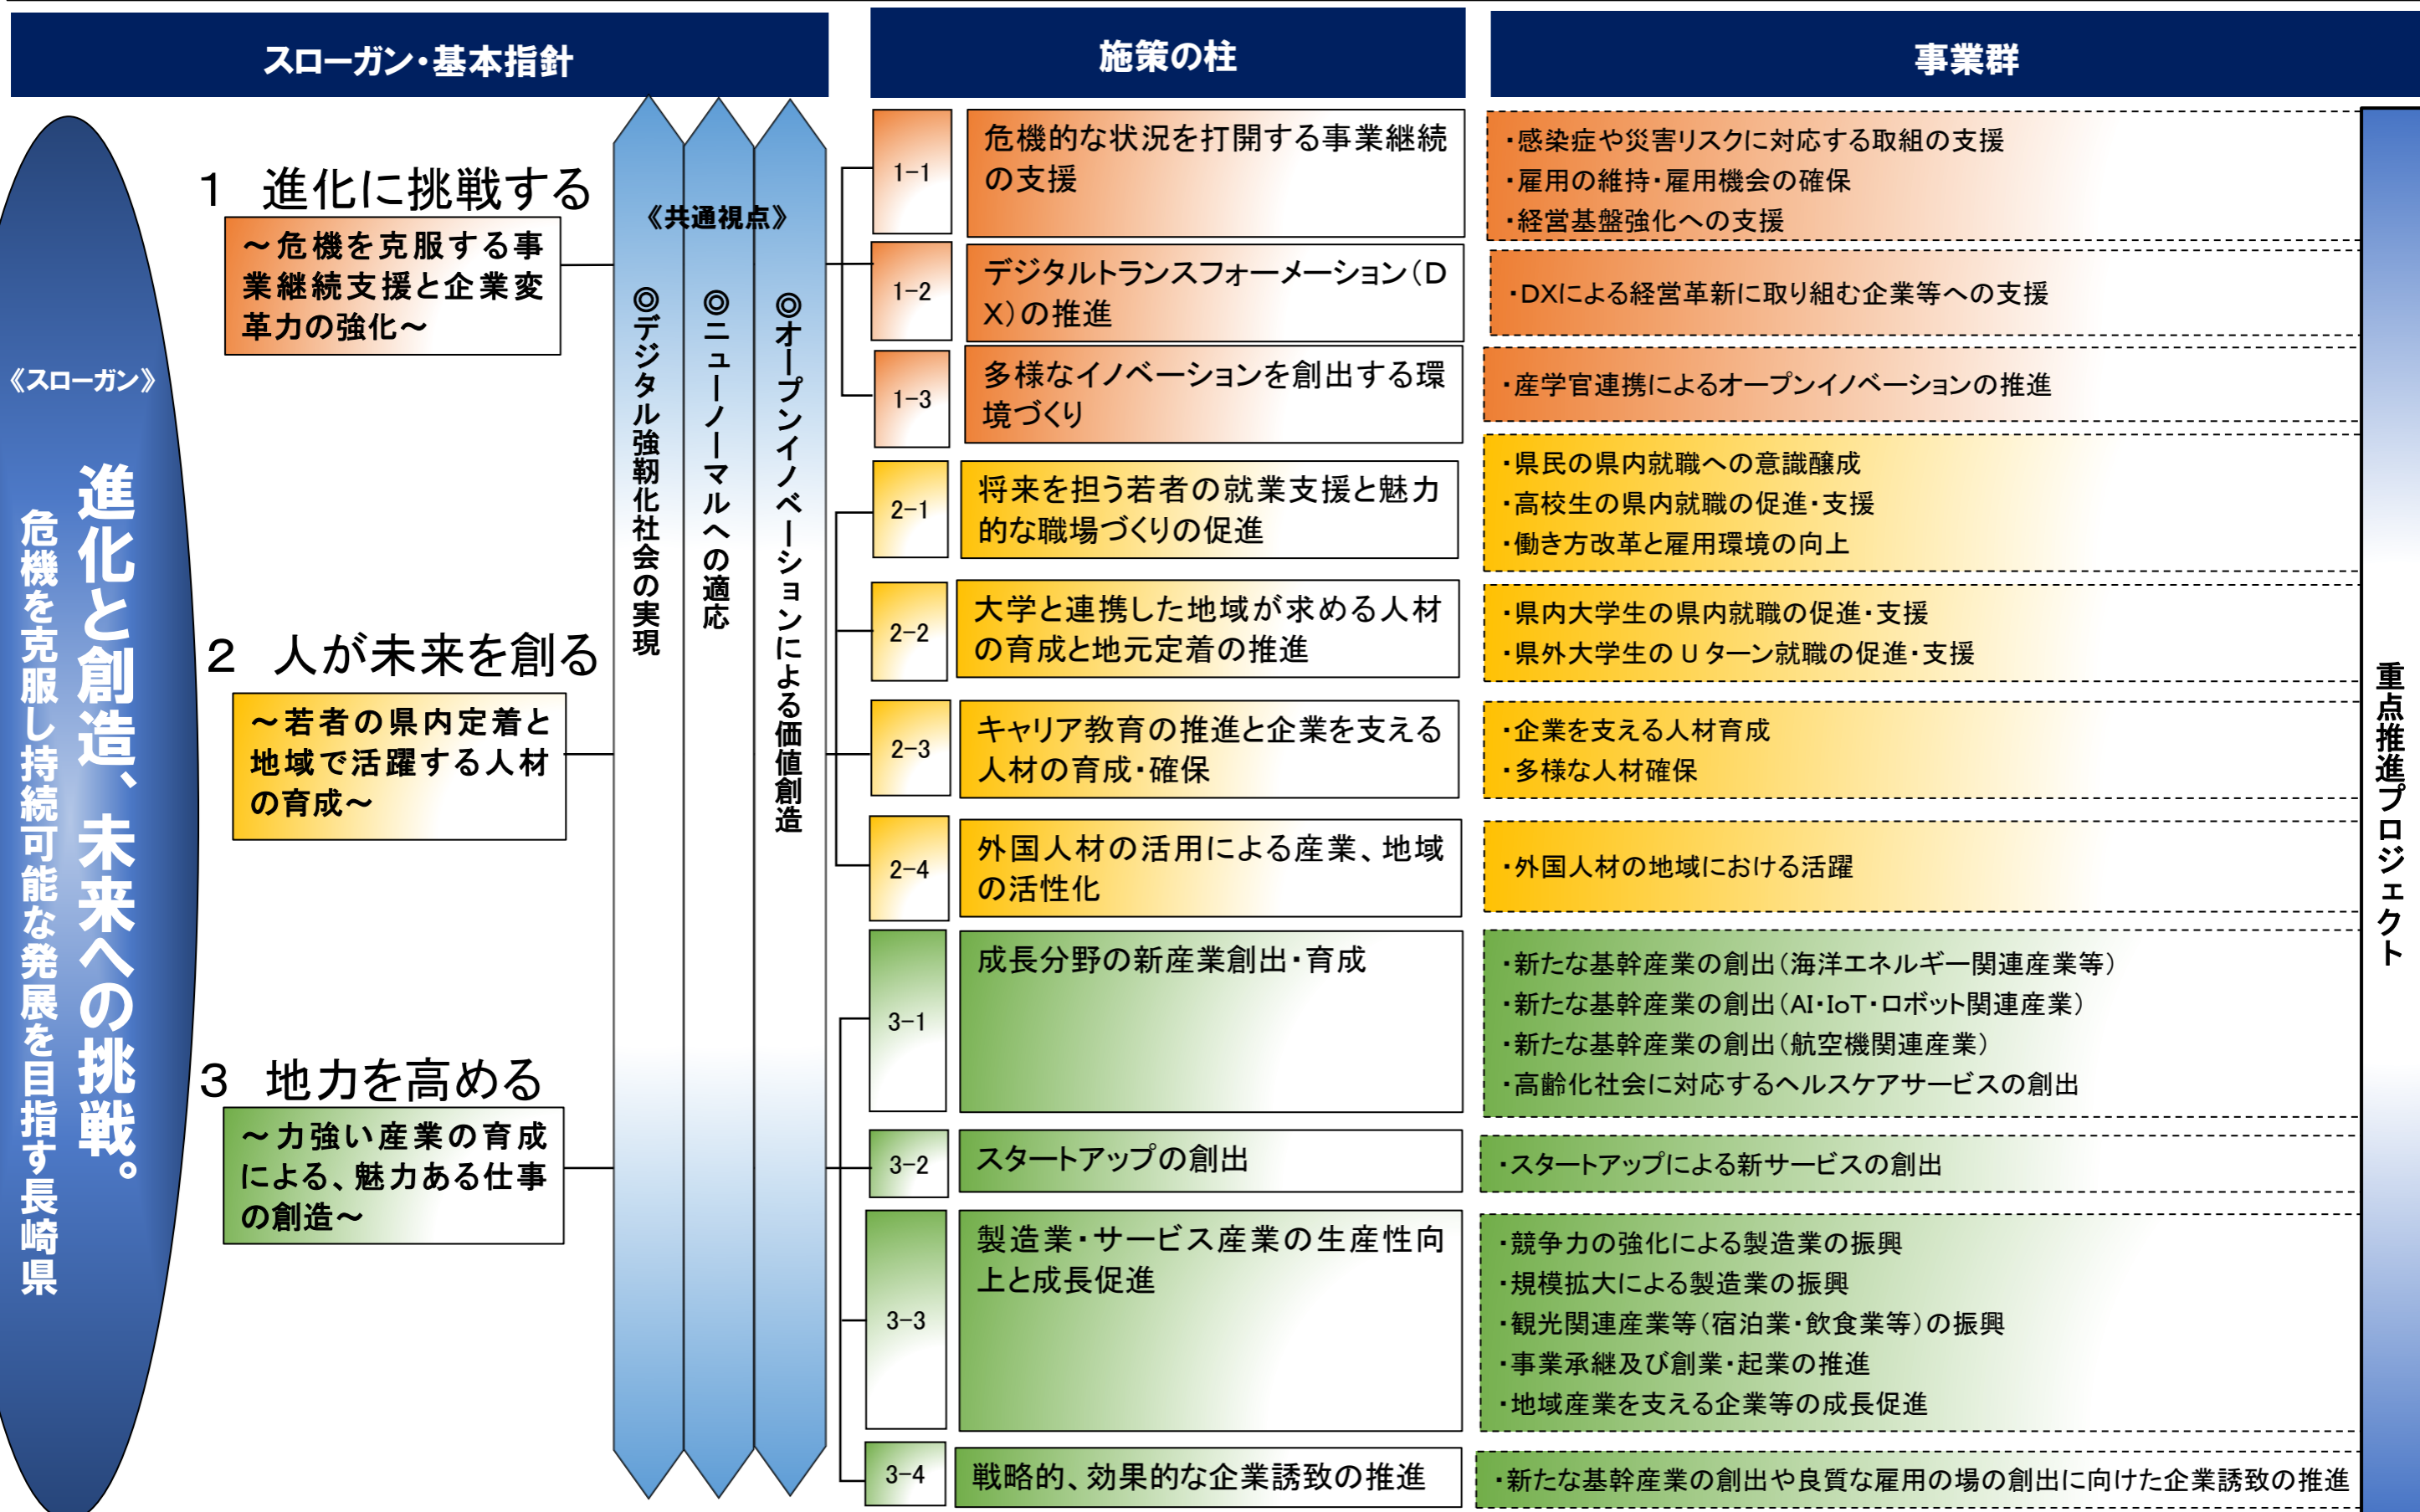 スローガン・基本指針
施策の柱
事業群
《スローガン》
進化と創造、未来への挑戦。
危機を克服し持続可能な発展を目指す長崎県
1 進化に挑戦する
～危機を克服する事
業継続支援と企業変
革力の強化～
2 人が未来を創る
～若者の県内定着と
地域で活躍する人材
の育成～
3 地力を高める
～力強い産業の育成
による、魅力ある仕事
の創造～
《共通視点》
◎デジタル強靭化社会の実現
◎ニューノーマルへの適応
◎オープンイノベーションによる価値創造
1-1
危機的な状況を打開する事業継続
の支援
・感染症や災害リスクに対応する取組の支援
・雇用の維持・雇用機会の確保
・経営基盤強化への支援
1-2
デジタルトランスフォーメーション（D
X）の推進
・DXによる経営革新に取り組む企業等への支援
1-3
多様なイノベーションを創出する環
境づくり
・産学官連携によるオープンイノベーションの推進
2-1
将来を担う若者の就業支援と魅力
的な職場づくりの促進
・県民の県内就職への意識醸成
・高校生の県内就職の促進・支援
・働き方改革と雇用環境の向上
2-2
大学と連携した地域が求める人材
の育成と地元定着の推進
・県内大学生の県内就職の促進・支援
・県外大学生のUターン就職の促進・支援
2-3
キャリア教育の推進と企業を支える
人材の育成・確保
・企業を支える人材育成
・多様な人材確保
2-4
外国人材の活用による産業、地域
の活性化
・外国人材の地域における活躍
3-1
成長分野の新産業創出・育成
・新たな基幹産業の創出（海洋エネルギー関連産業等）
・新たな基幹産業の創出（AI・IoT・ロボット関連産業）
・新たな基幹産業の創出（航空機関連産業）
・高齢化社会に対応するヘルスケアサービスの創出
3-2
スタートアップの創出
・スタートアップによる新サービスの創出
3-3
製造業・サービス産業の生産性向
上と成長促進
・競争力の強化による製造業の振興
・規模拡大による製造業の振興
・観光関連産業等（宿泊業・飲食業等）の振興
・事業承継及び創業・起業の推進
・地域産業を支える企業等の成長促進
3-4
戦略的、効果的な企業誘致の推進
・新たな基幹産業の創出や良質な雇用の場の創出に向けた企業誘致の推進
重点推進プロジェクト